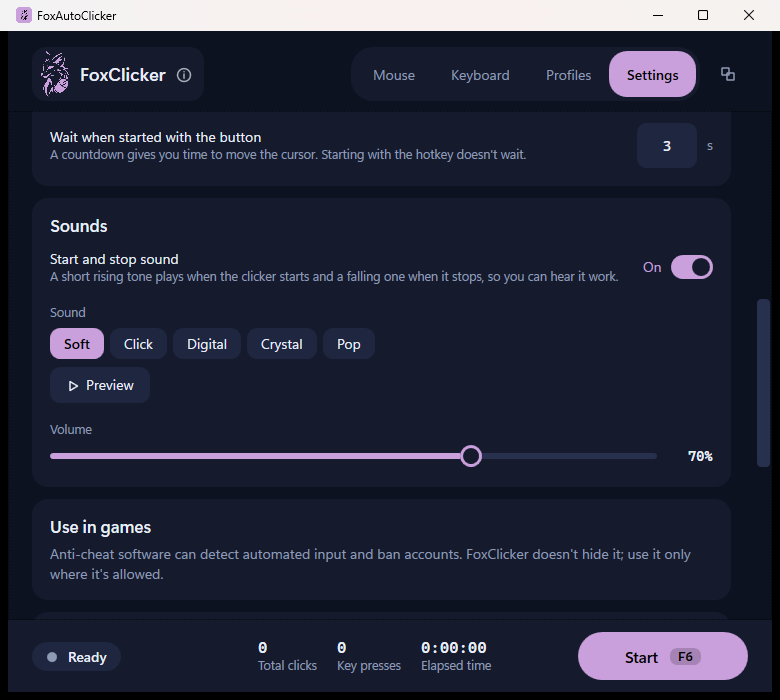 FoxAutoClicker
FoxClicker
Mouse Keyboard Profiles Settings
Wait when started with the button
A countdown gives you time to move the cursor. Starting with the hotkey doesn't wait.
3 s
Sounds
Start and stop sound
A short rising tone plays when the clicker starts and a falling one when it stops, so you can hear it work.
On
Sound
Soft Click Digital Crystal Pop
Preview
Volume
70%
Use in games
Anti-cheat software can detect automated input and ban accounts. FoxClicker doesn't hide it; use it only
where it's allowed.
Ready
0 0 0:00:00
Total clicks Key presses Elapsed time
Start F6